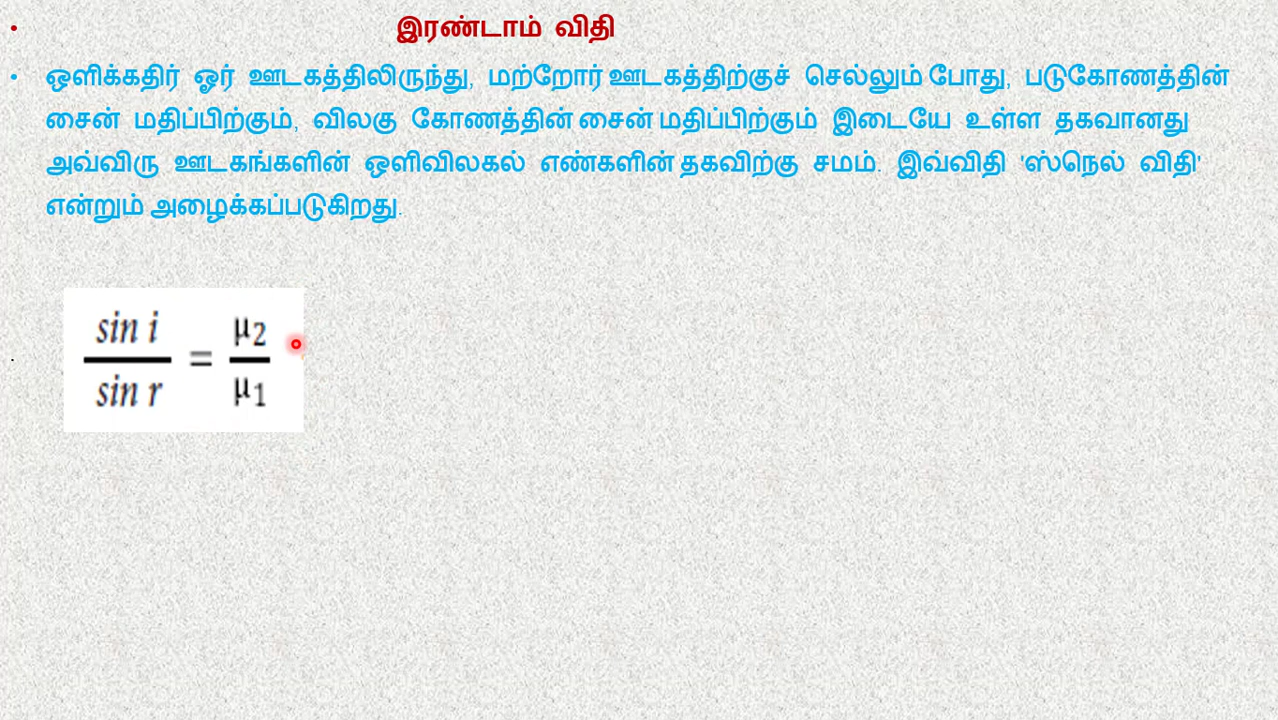 • இரண்டாம் விதி
• ஒளிக்கதிர் ஓர் ஊடகத்திலிருந்து, மற்றோர் ஊடகத்திற்குச் செல்லும் போது, படுகோணத்தின்
சைன் மதிப்பிற்கும், விலகு கோணத்தின் சைன் மதிப்பிற்கும் இடையே உள்ள தகவானது
அவ்விரு ஊடகங்களின் ஒளிவிலகல் எண்களின் தகவிற்கு சமம். இவ்விதி 'ஸ்நெல் விதி'
என்றும் அழைக்கப்படுகிறது.
sin i / sin r = μ2 / μ1